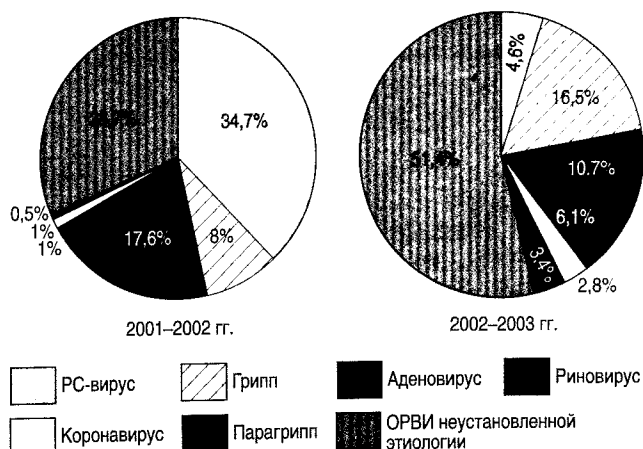 34,7%
8%
17,6%
0,5%
1%
1%
2001–2002 гг.
4,6%
16,5%
10.7%
6,1%
2,8%
3,4%
2002–2003 гг.
РС-вирус
Грипп
Аденовирус
Риновирус
Коронавирус
Парагрипп
ОРВИ неустановленной
этиологии